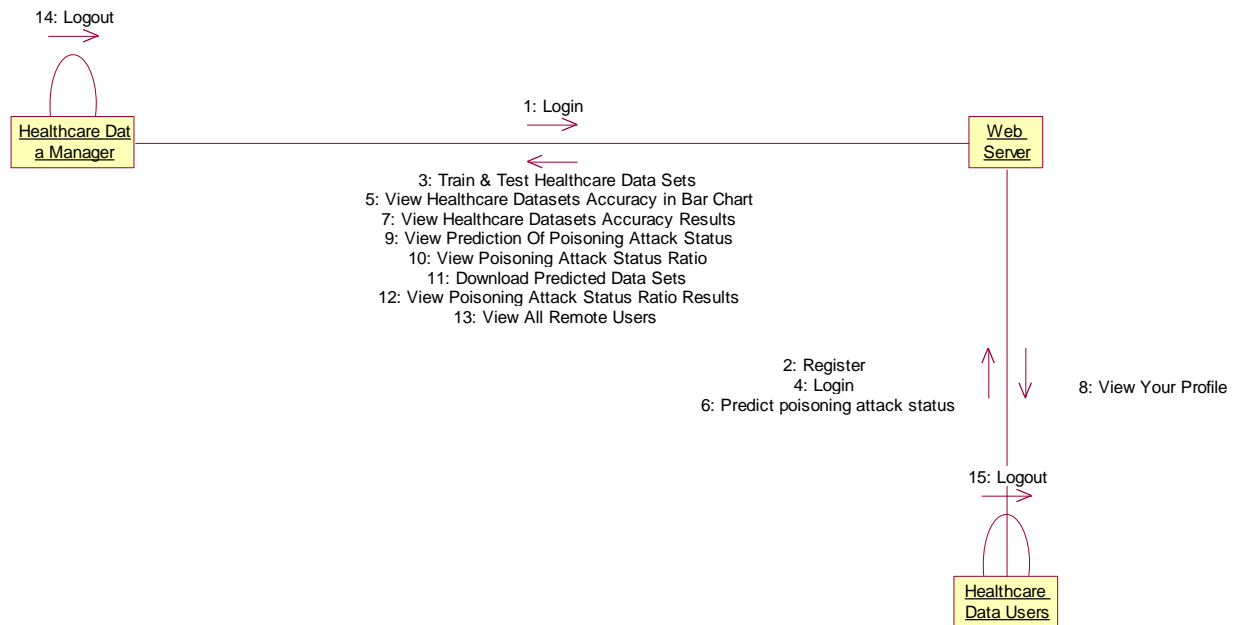 14: Logout
1: Login
Healthcare Dat
a Manager
Web
Server
3: Train & Test Healthcare Data Sets
5: View Healthcare Datasets Accuracy in Bar Chart
7: View Healthcare Datasets Accuracy Results
9: View Prediction Of Poisoning Attack Status
10: View Poisoning Attack Status Ratio
11: Download Predicted Data Sets
12: View Poisoning Attack Status Ratio Results
13: View All Remote Users
2: Register
4: Login
6: Predict poisoning attack status
8: View Your Profile
15: Logout
Healthcare
Data Users